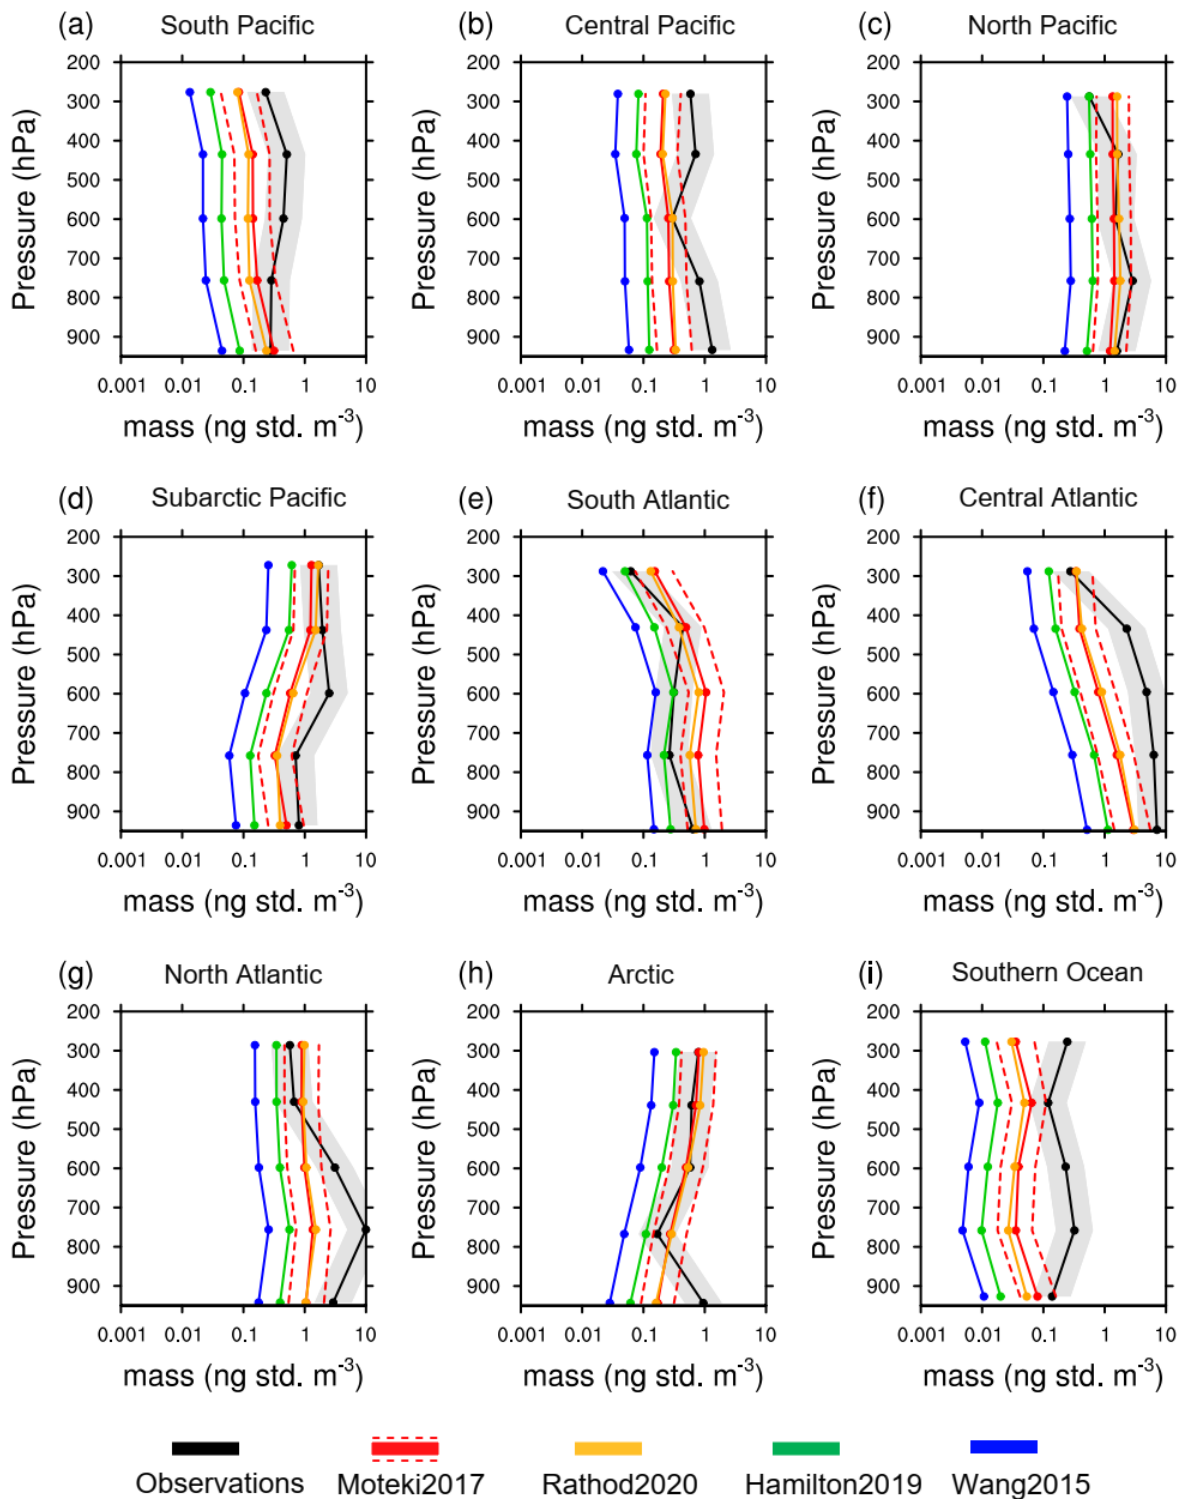 (a) South Pacific
200
300
400
500
600
700
800
900
Pressure (hPa)
0.001 0.01 0.1 1 10
mass (ng std. m⁻³)
(b) Central Pacific
200
300
400
500
600
700
800
900
Pressure (hPa)
0.001 0.01 0.1 1 10
mass (ng std. m⁻³)
(c) North Pacific
200
300
400
500
600
700
800
900
Pressure (hPa)
0.001 0.01 0.1 1 10
mass (ng std. m⁻³)
(d) Subarctic Pacific
200
300
400
500
600
700
800
900
Pressure (hPa)
0.001 0.01 0.1 1 10
mass (ng std. m⁻³)
(e) South Atlantic
200
300
400
500
600
700
800
900
Pressure (hPa)
0.001 0.01 0.1 1 10
mass (ng std. m⁻³)
(f) Central Atlantic
200
300
400
500
600
700
800
900
Pressure (hPa)
0.001 0.01 0.1 1 10
mass (ng std. m⁻³)
(g) North Atlantic
200
300
400
500
600
700
800
900
Pressure (hPa)
0.001 0.01 0.1 1 10
mass (ng std. m⁻³)
(h) Arctic
200
300
400
500
600
700
800
900
Pressure (hPa)
0.001 0.01 0.1 1 10
mass (ng std. m⁻³)
(i) Southern Ocean
200
300
400
500
600
700
800
900
Pressure (hPa)
0.001 0.01 0.1 1 10
mass (ng std. m⁻³)
Observations Moteki2017 Rathod2020 Hamilton2019 Wang2015